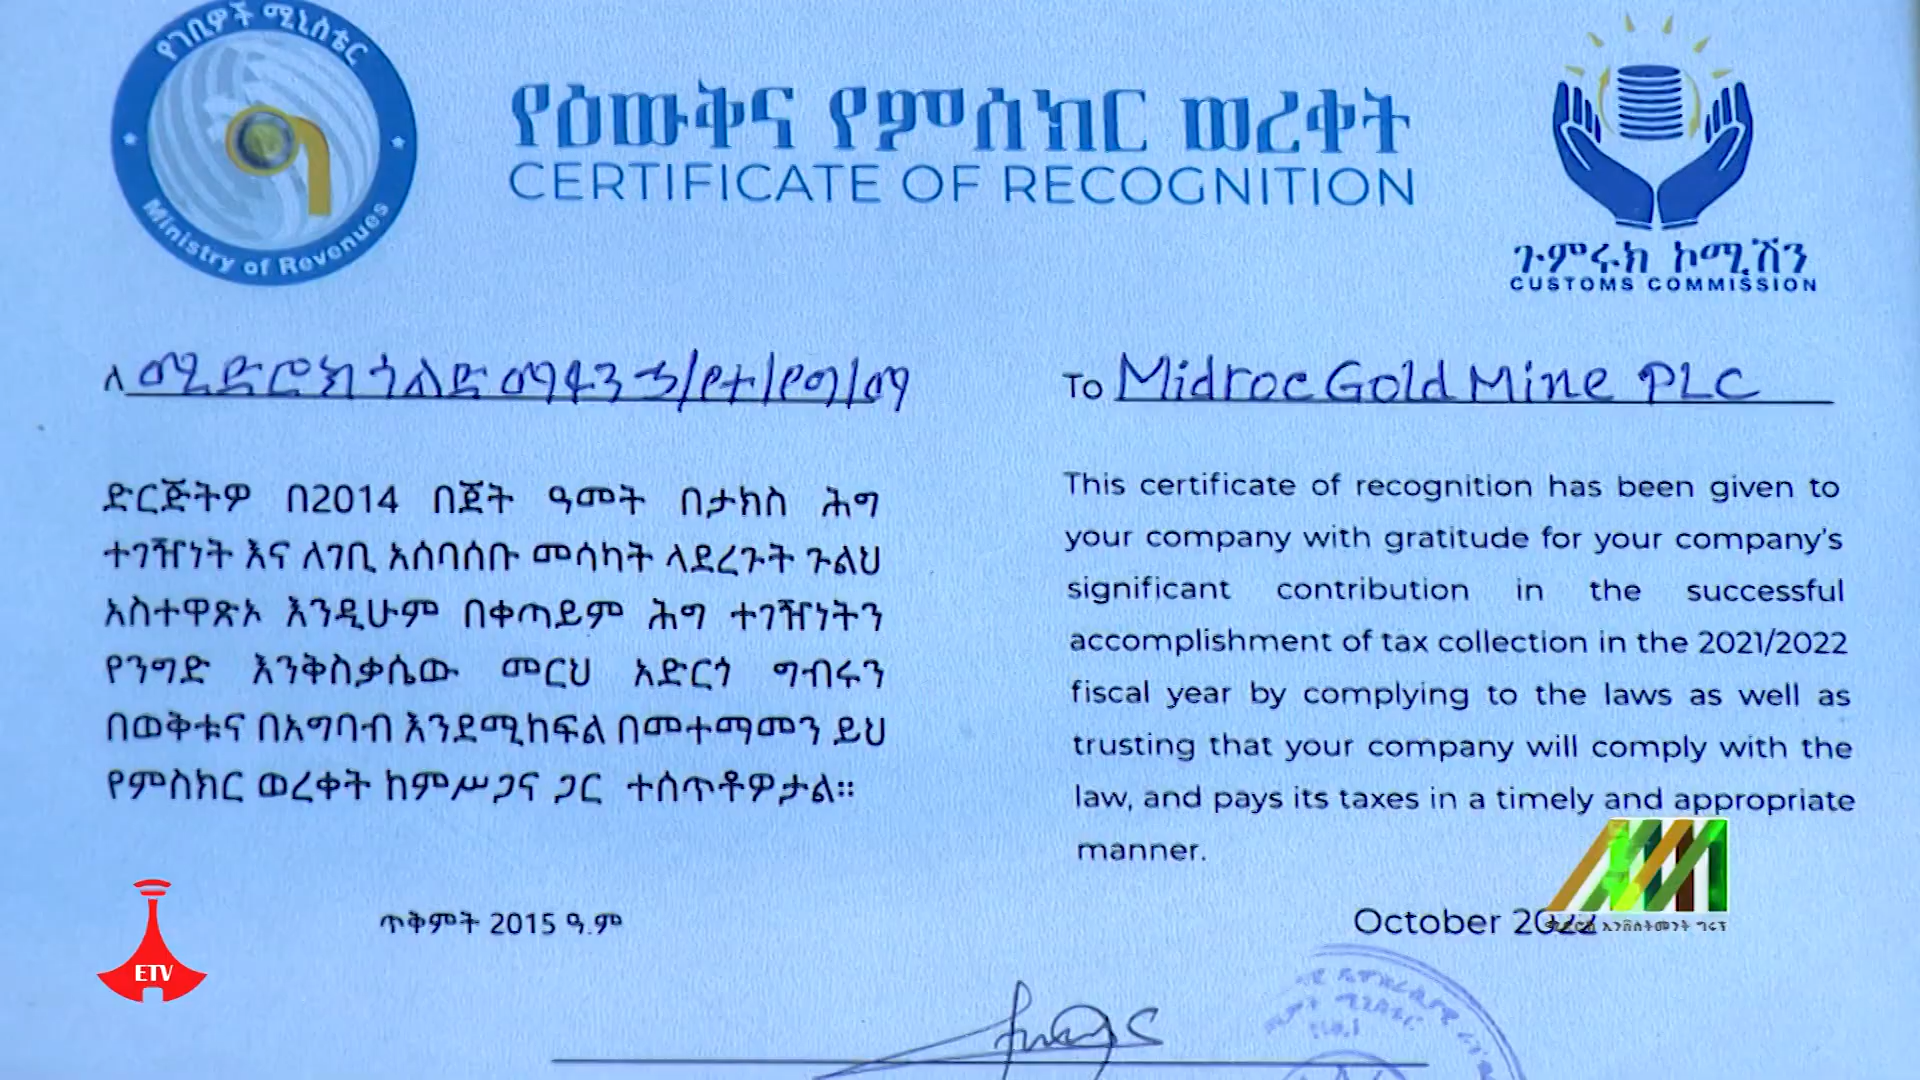 የገቢዎች ሚኒስቴር
Ministry of Revenues
የዕውቅና የምስክር ወረቀት
CERTIFICATE OF RECOGNITION
ጉምሩክ ኮሚሽን
CUSTOMS COMMISSION
ለ ሚድሮክ ጎልድ ማይን ኃ/የተ/የግ/ማ
To Midroc Gold Mine PLC
ድርጅትዎ በ2014 በጀት ዓመት በታክስ ሕግ
ተገዥነት እና ለገቢ አሰባሰቡ መሳካት ላደረጉት ጉልህ
አስተዋጽኦ እንዲሁም በቀጣይም ሕግ ተገዥነትን
የንግድ እንቅስቃሴው መርህ አድርጎ ግብሩን
በወቅቱና በአግባብ እንደሚከፍል በመተማመን ይህ
የምስክር ወረቀት ከምሥጋና ጋር ተሰጥቶዎታል።
ጥቅምት 2015 ዓ.ም
This certificate of recognition has been given to
your company with gratitude for your company's
significant contribution in the successful
accomplishment of tax collection in the 2021/2022
fiscal year by complying to the laws as well as
trusting that your company will comply with the
law, and pays its taxes in a timely and appropriate
manner.
October 2022
ኢንቨስትመንት ግሩፕ
ETV